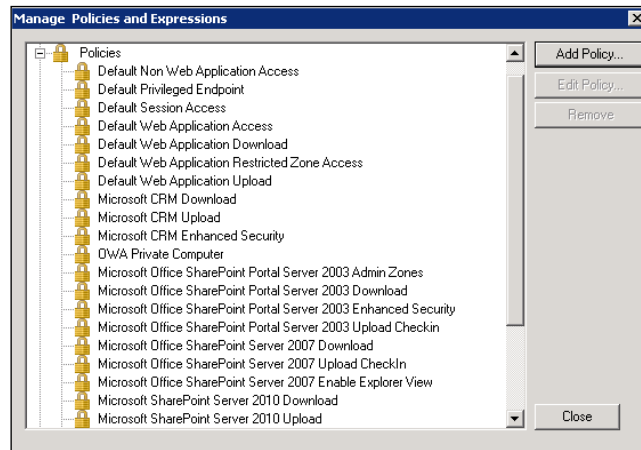 Manage Policies and Expressions
Policies
Default Non Web Application Access
Default Privileged Endpoint
Default Session Access
Default Web Application Access
Default Web Application Download
Default Web Application Restricted Zone Access
Default Web Application Upload
Microsoft CRM Download
Microsoft CRM Upload
Microsoft CRM Enhanced Security
OWA Private Computer
Microsoft Office SharePoint Portal Server 2003 Admin Zones
Microsoft Office SharePoint Portal Server 2003 Download
Microsoft Office SharePoint Portal Server 2003 Enhanced Security
Microsoft Office SharePoint Portal Server 2003 Upload Checkin
Microsoft Office SharePoint Server 2007 Download
Microsoft Office SharePoint Server 2007 Upload CheckIn
Microsoft Office SharePoint Server 2007 Enable Explorer View
Microsoft SharePoint Server 2010 Download
Microsoft SharePoint Server 2010 Upload
Add Policy...
Edit Policy...
Remove
Close